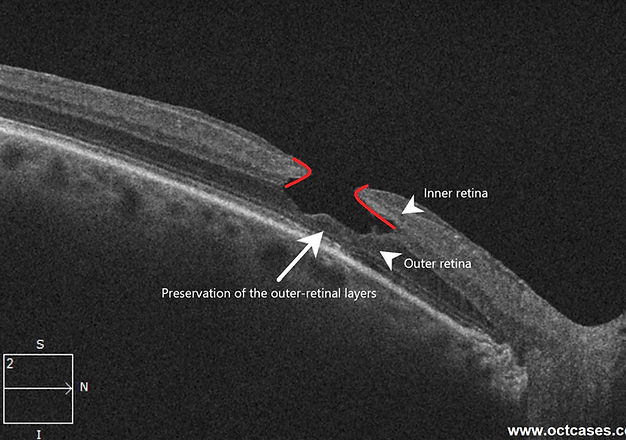 Inner retina
Outer retina
Preservation of the outer-retinal layers
S
2
N
I
www.octcases.co